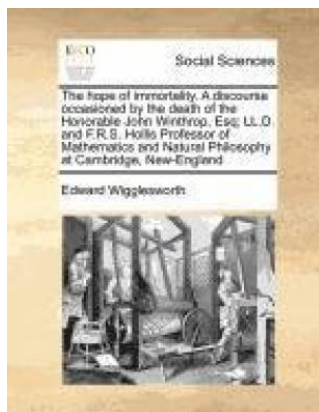 ECCO
Social Sciences
The hope of immortality. A discourse
occasioned by the death of the
Honorable John Winthrop, Esq; LL.D.
and F.R.S. Hollis Professor of
Mathematics and Natural Philosophy
at Cambridge, New-England
Edward Wigglesworth